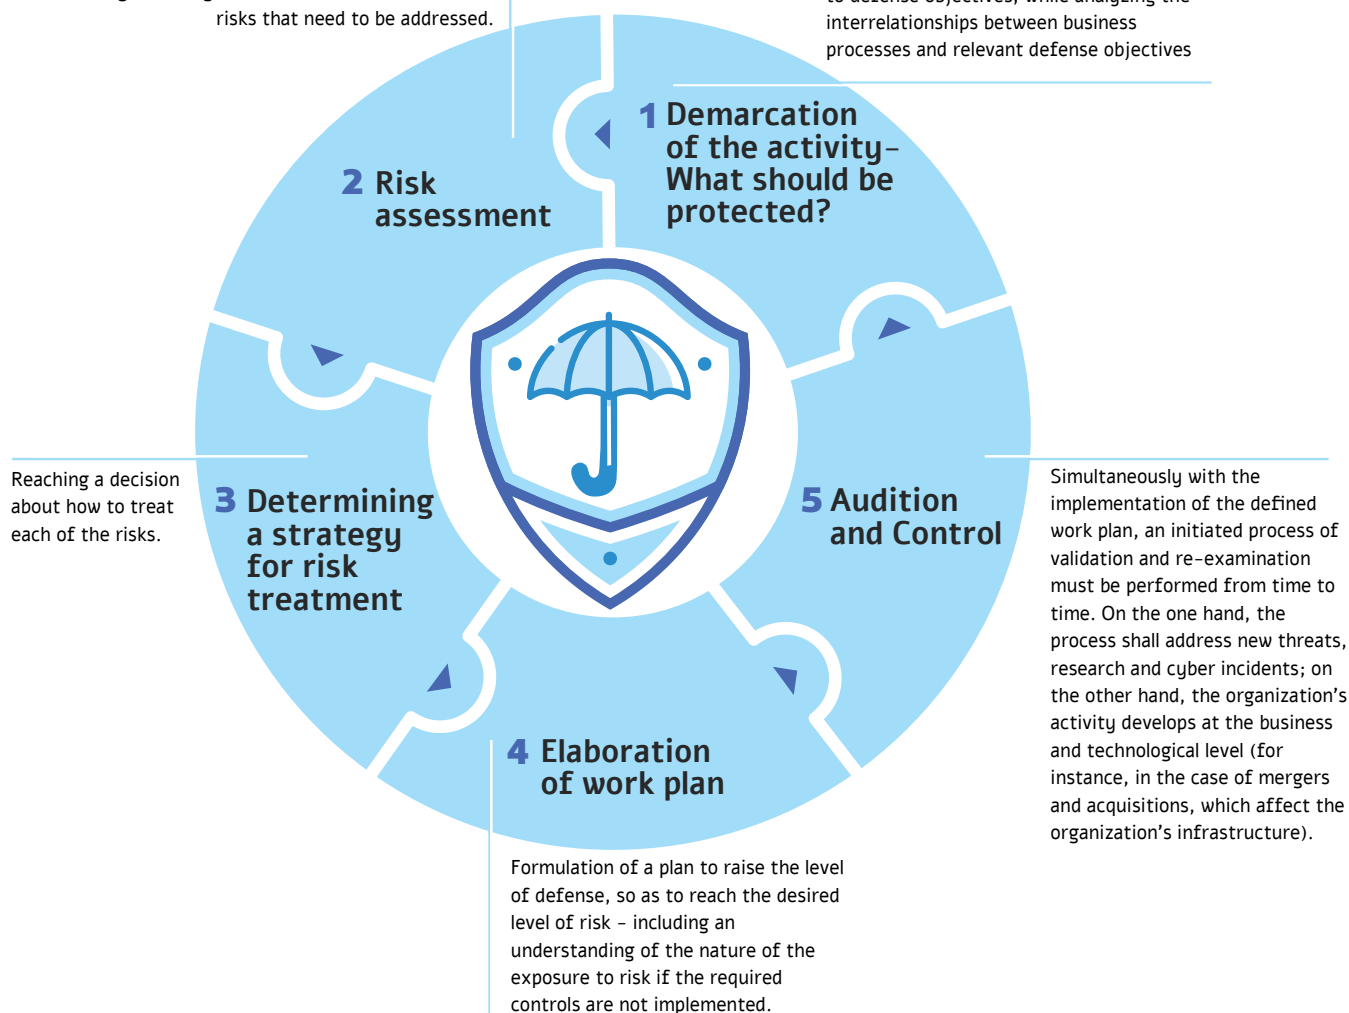 risks that need to be addressed.
to defense objectives, while analyzing the
interrelationships between business
processes and relevant defense objectives
1 Demarcation
of the activity–
What should be
protected?
2 Risk
assessment
Reaching a decision
about how to treat
each of the risks.
3 Determining
a strategy
for risk
treatment
4 Elaboration
of work plan
Formulation of a plan to raise the level
of defense, so as to reach the desired
level of risk – including an
understanding of the nature of the
exposure to risk if the required
controls are not implemented.
5 Audition
and Control
Simultaneously with the
implementation of the defined
work plan, an initiated process of
validation and re-examination
must be performed from time to
time. On the one hand, the
process shall address new threats,
research and cyber incidents; on
the other hand, the organization's
activity develops at the business
and technological level (for
instance, in the case of mergers
and acquisitions, which affect the
organization's infrastructure).